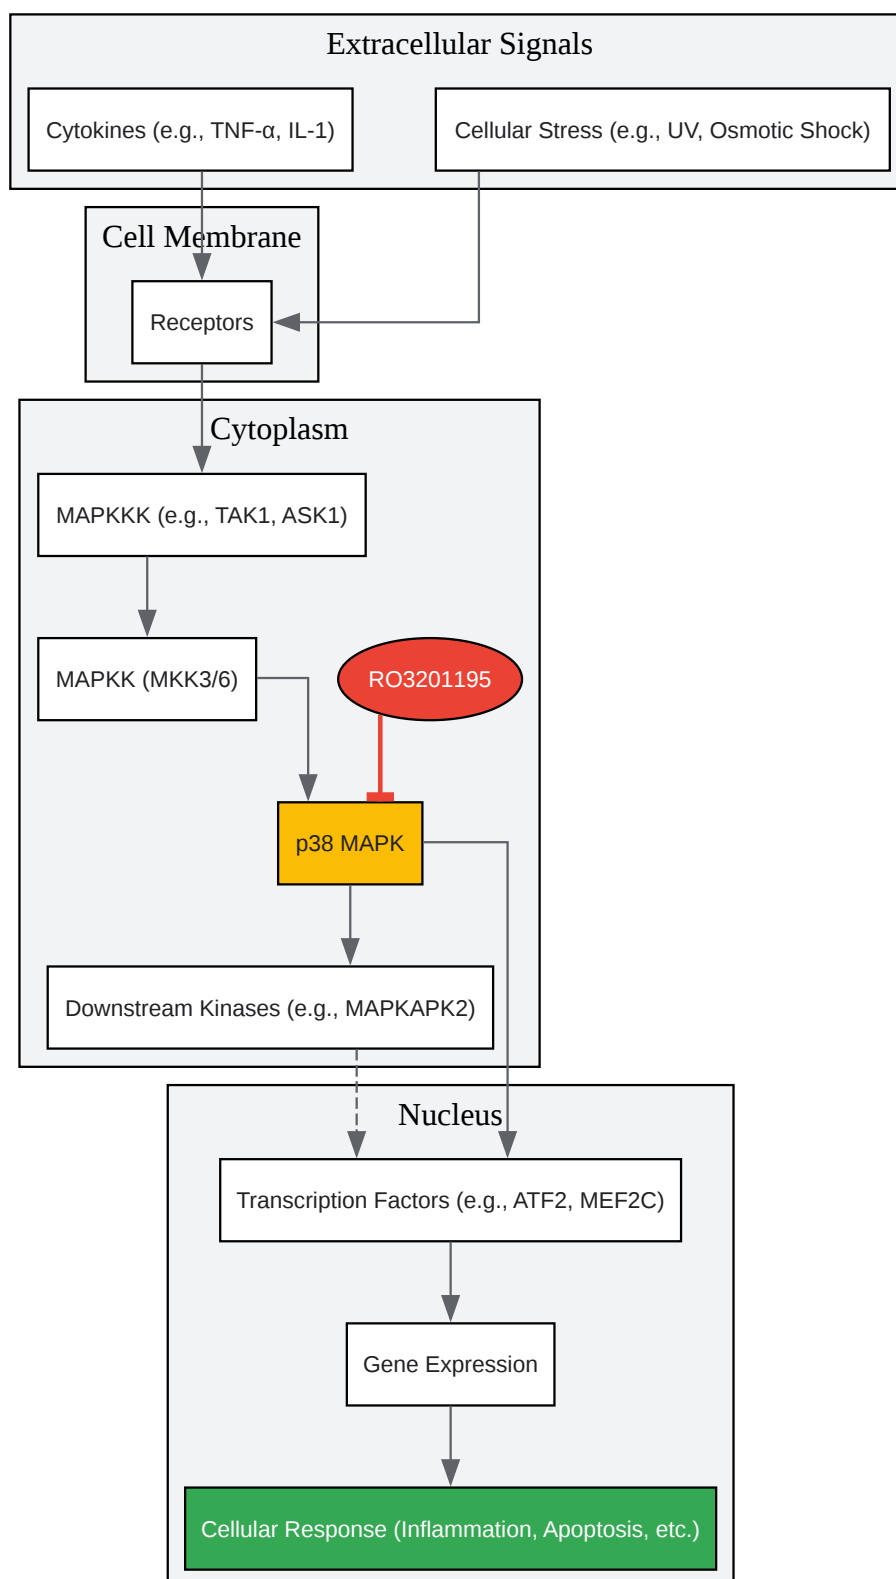 Extracellular Signals
Cytokines (e.g., TNF-α, IL-1)
Cellular Stress (e.g., UV, Osmotic Shock)
Cell Membrane
Receptors
Cytoplasm
MAPKKK (e.g., TAK1, ASK1)
MAPKK (MKK3/6)
RO3201195
p38 MAPK
Downstream Kinases (e.g., MAPKAPK2)
Nucleus
Transcription Factors (e.g., ATF2, MEF2C)
Gene Expression
Cellular Response (Inflammation, Apoptosis, etc.)